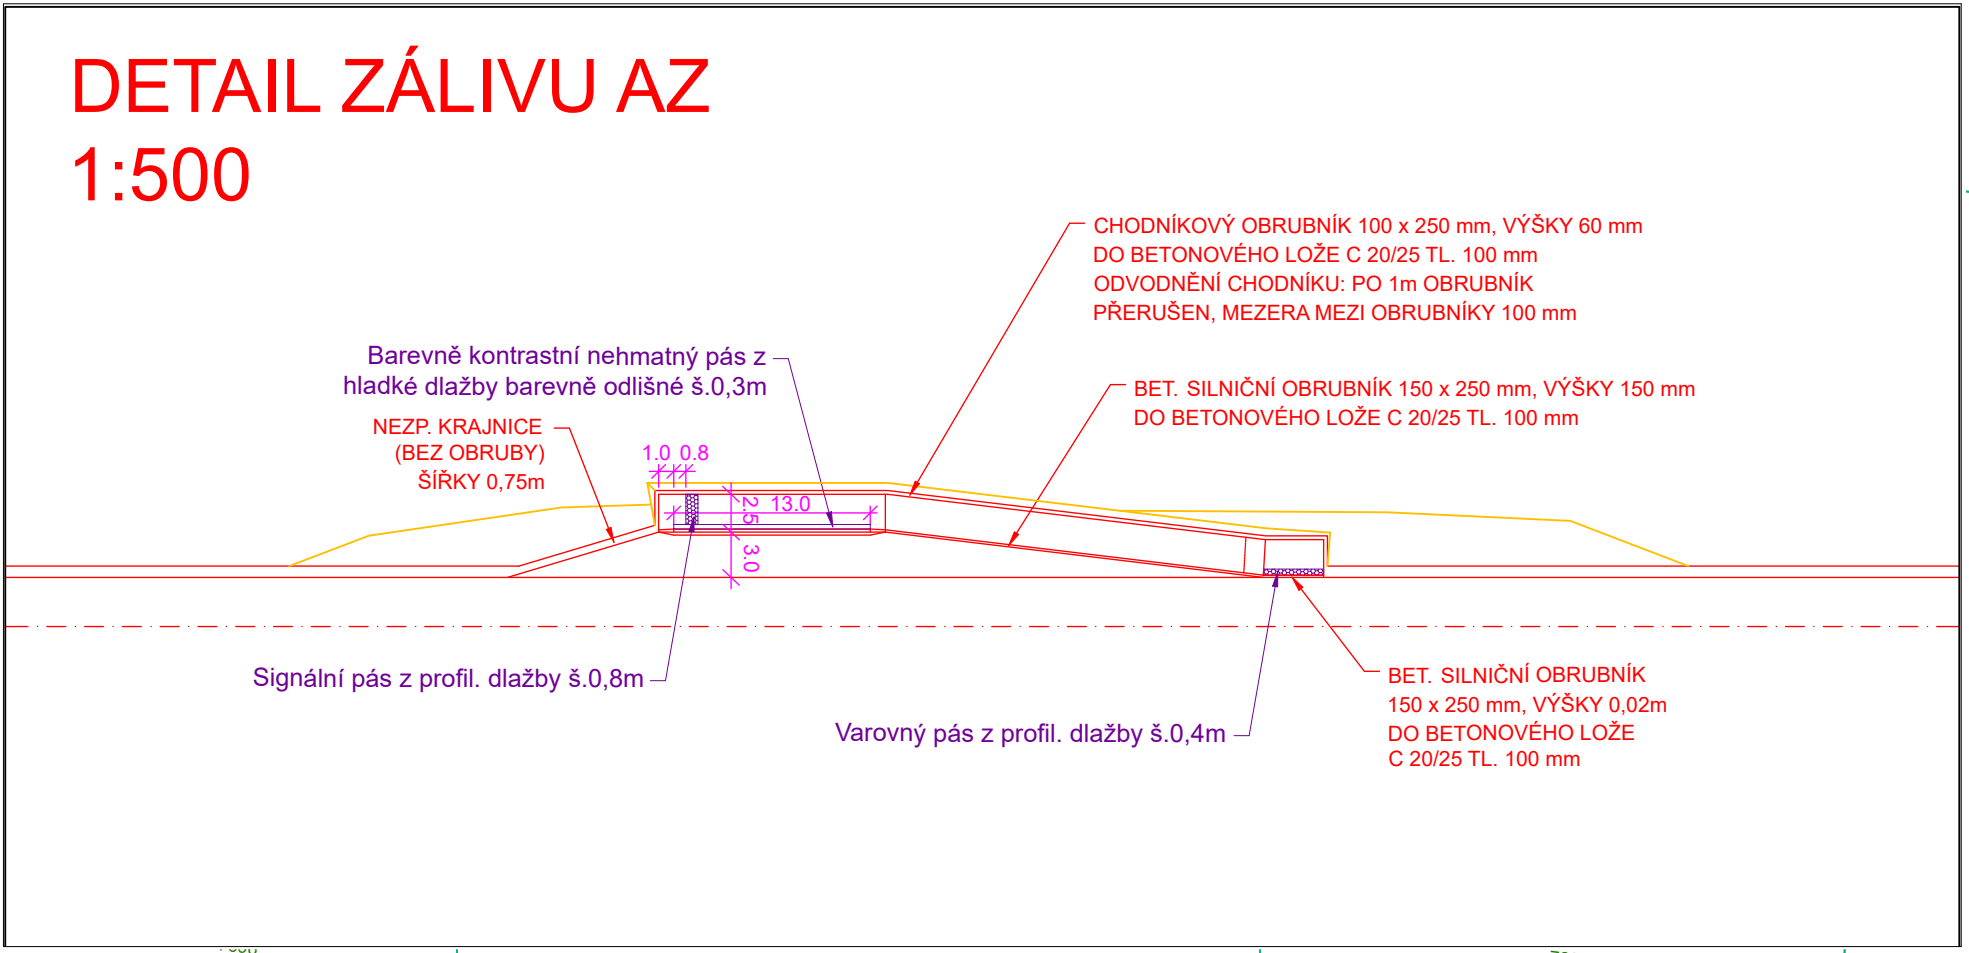 DETAIL ZÁLIVU AZ
1:500
CHODNÍKOVÝ OBRUBNÍK 100 x 250 mm, VÝŠKY 60 mm
DO BETONOVÉHO LOŽE C 20/25 TL. 100 mm
ODVODNĚNÍ CHODNÍKU: PO 1m OBRUBNÍK
PŘERUŠEN, MEZERA MEZI OBRUBNÍKY 100 mm
Barevně kontrastní nehmatný pás z
hladké dlažby barevně odlišné š.0,3m
BET. SILNIČNÍ OBRUBNÍK 150 x 250 mm, VÝŠKY 150 mm
DO BETONOVÉHO LOŽE C 20/25 TL. 100 mm
NEZP. KRAJNICE
(BEZ OBRUBY)
ŠÍŘKY 0,75m
1.0 0.8
2.5
13.0
3.0
Signální pás z profil. dlažby š.0,8m
Varovný pás z profil. dlažby š.0,4m
BET. SILNIČNÍ OBRUBNÍK
150 x 250 mm, VÝŠKY 0,02m
DO BETONOVÉHO LOŽE
C 20/25 TL. 100 mm